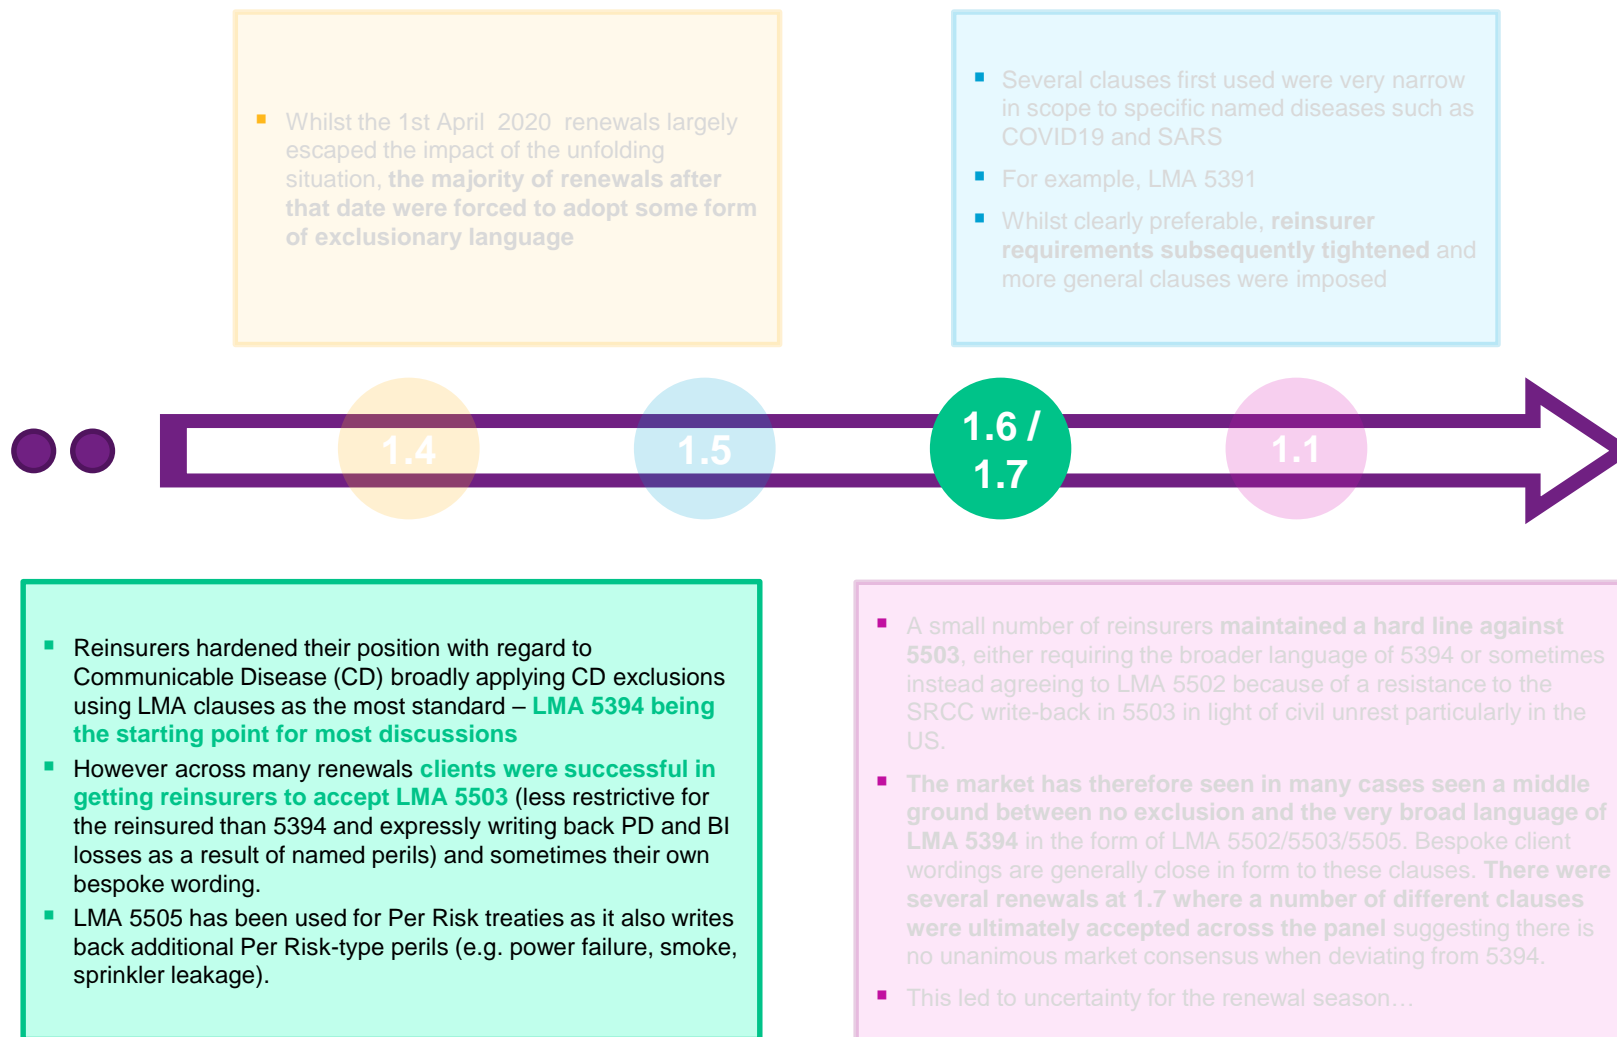 Whilst the 1st April 2020 renewals largely
escaped the impact of the unfolding
situation, the majority of renewals after
that date were forced to adopt some form
of exclusionary language
Several clauses first used were very narrow
in scope to specific named diseases such as
COVID19 and SARS
For example, LMA 5391
Whilst clearly preferable, reinsurer
requirements subsequently tightened and
more general clauses were imposed
1.4
1.5
1.6 /
1.7
1.1
Reinsurers hardened their position with regard to
Communicable Disease (CD) broadly applying CD exclusions
using LMA clauses as the most standard – LMA 5394 being
the starting point for most discussions
However across many renewals clients were successful in
getting reinsurers to accept LMA 5503 (less restrictive for
the reinsured than 5394 and expressly writing back PD and BI
losses as a result of named perils) and sometimes their own
bespoke wording.
LMA 5505 has been used for Per Risk treaties as it also writes
back additional Per Risk-type perils (e.g. power failure, smoke,
sprinkler leakage).
A small number of reinsurers maintained a hard line against
5503, either requiring the broader language of 5394 or sometimes
instead agreeing to LMA 5502 because of a resistance to the
SRCC write-back in 5503 in light of civil unrest particularly in the
US.
The market has therefore seen in many cases seen a middle
ground between no exclusion and the very broad language of
LMA 5394 in the form of LMA 5502/5503/5505. Bespoke client
wordings are generally close in form to these clauses. There were
several renewals at 1.7 where a number of different clauses
were ultimately accepted across the panel suggesting there is
no unanimous market consensus when deviating from 5394.
This led to uncertainty for the renewal season…